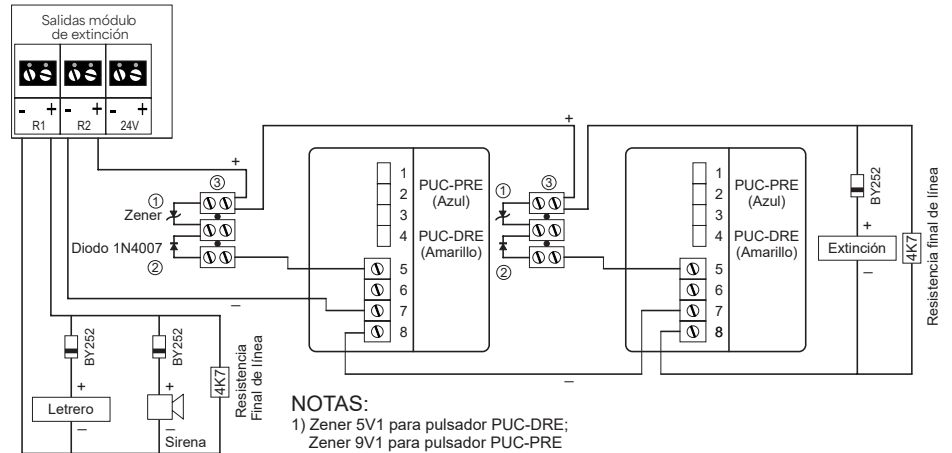 Salidas módulo
de extinción
- + - + - +
R1 R2 24V
+
+
③
① Zener
Diodo 1N4007
②
–
1
2
3
4
5
6
7
8
PUC-PRE
(Azul)
PUC-DRE
(Amarillo)
③
①
②
1
2
3
4
5
6
7
8
PUC-PRE
(Azul)
PUC-DRE
(Amarillo)
–
BY252
+
Extinción
–
4K7
Resistencia final de línea
BY252
+
Letrero
–
BY252
+
–
Sirena
4K7
Resistencia
Final de línea
NOTAS:
1) Zener 5V1 para pulsador PUC-DRE;
Zener 9V1 para pulsador PUC-PRE